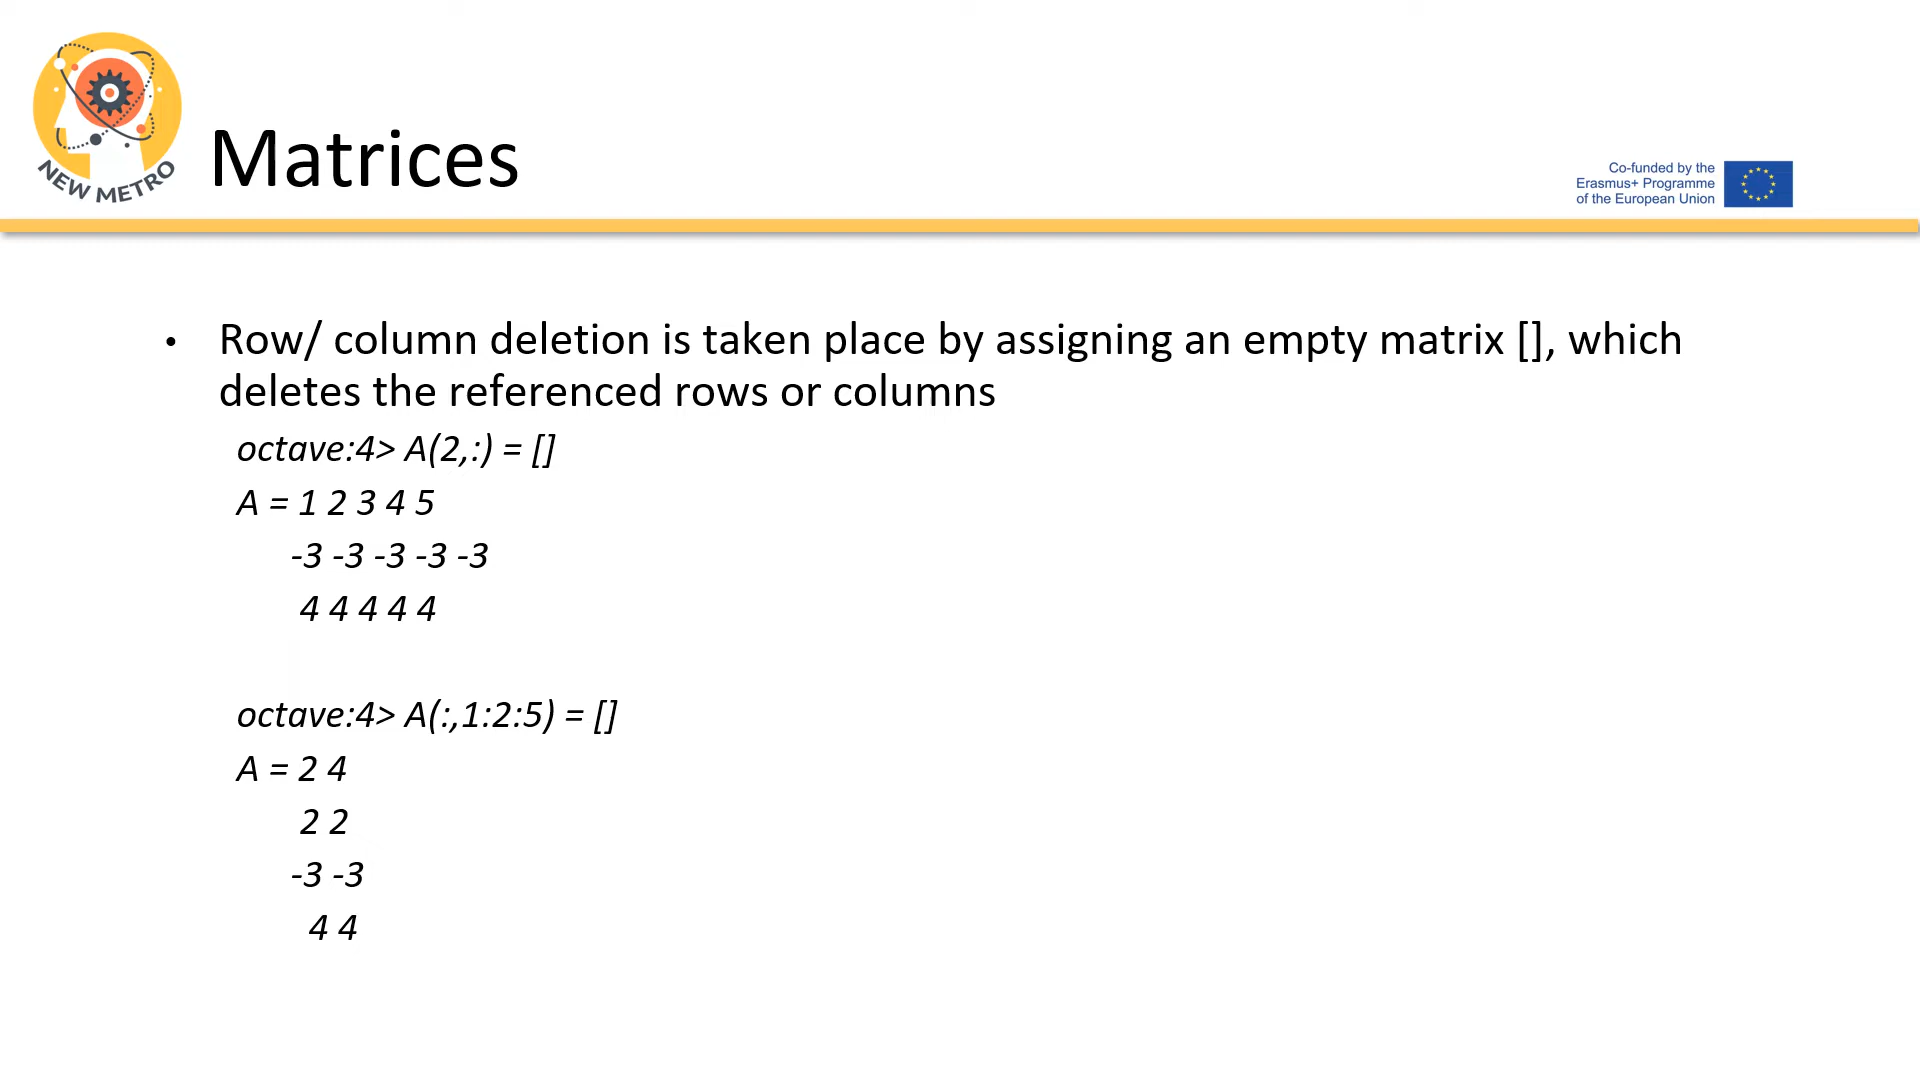 NEW METRO
Matrices
Co-funded by the
Erasmus+ Programme
of the European Union
• Row/ column deletion is taken place by assigning an empty matrix [], which
deletes the referenced rows or columns
octave:4> A(2,:) = []
A = 1 2 3 4 5
-3 -3 -3 -3 -3
4 4 4 4 4
octave:4> A(:,1:2:5) = []
A = 2 4
2 2
-3 -3
4 4